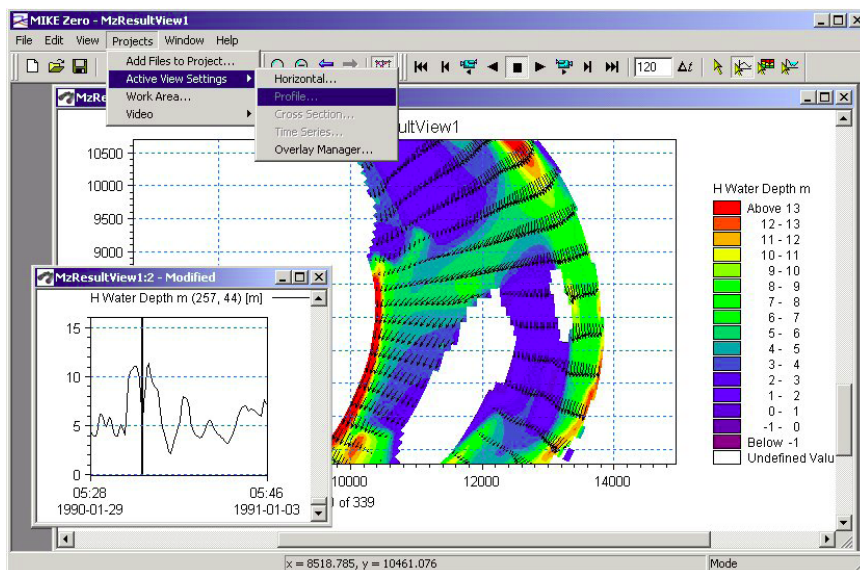 MIKE Zero - MzResultView1
File Edit View Projects Window Help
Add Files to Project...
Active View Settings
Work Area...
Video
Horizontal...
Profile...
Cross Section...
Time Series...
Overlay Manager...
120 Δt
10700
10000
9500
9000
12000
14000
H Water Depth m
Above 13
12 - 13
11 - 12
10 - 11
9 - 10
8 - 9
7 - 8
6 - 7
5 - 6
4 - 5
3 - 4
2 - 3
1 - 2
0 - 1
-1 - 0
Below -1
Undefined Valu
of 339
MzResultView1:2 - Modified
H Water Depth m (257, 44) [m]
15
10
5
0
05:28 05:46
1990-01-29 1991-01-03
x = 8518.785, y = 10461.076 Mode